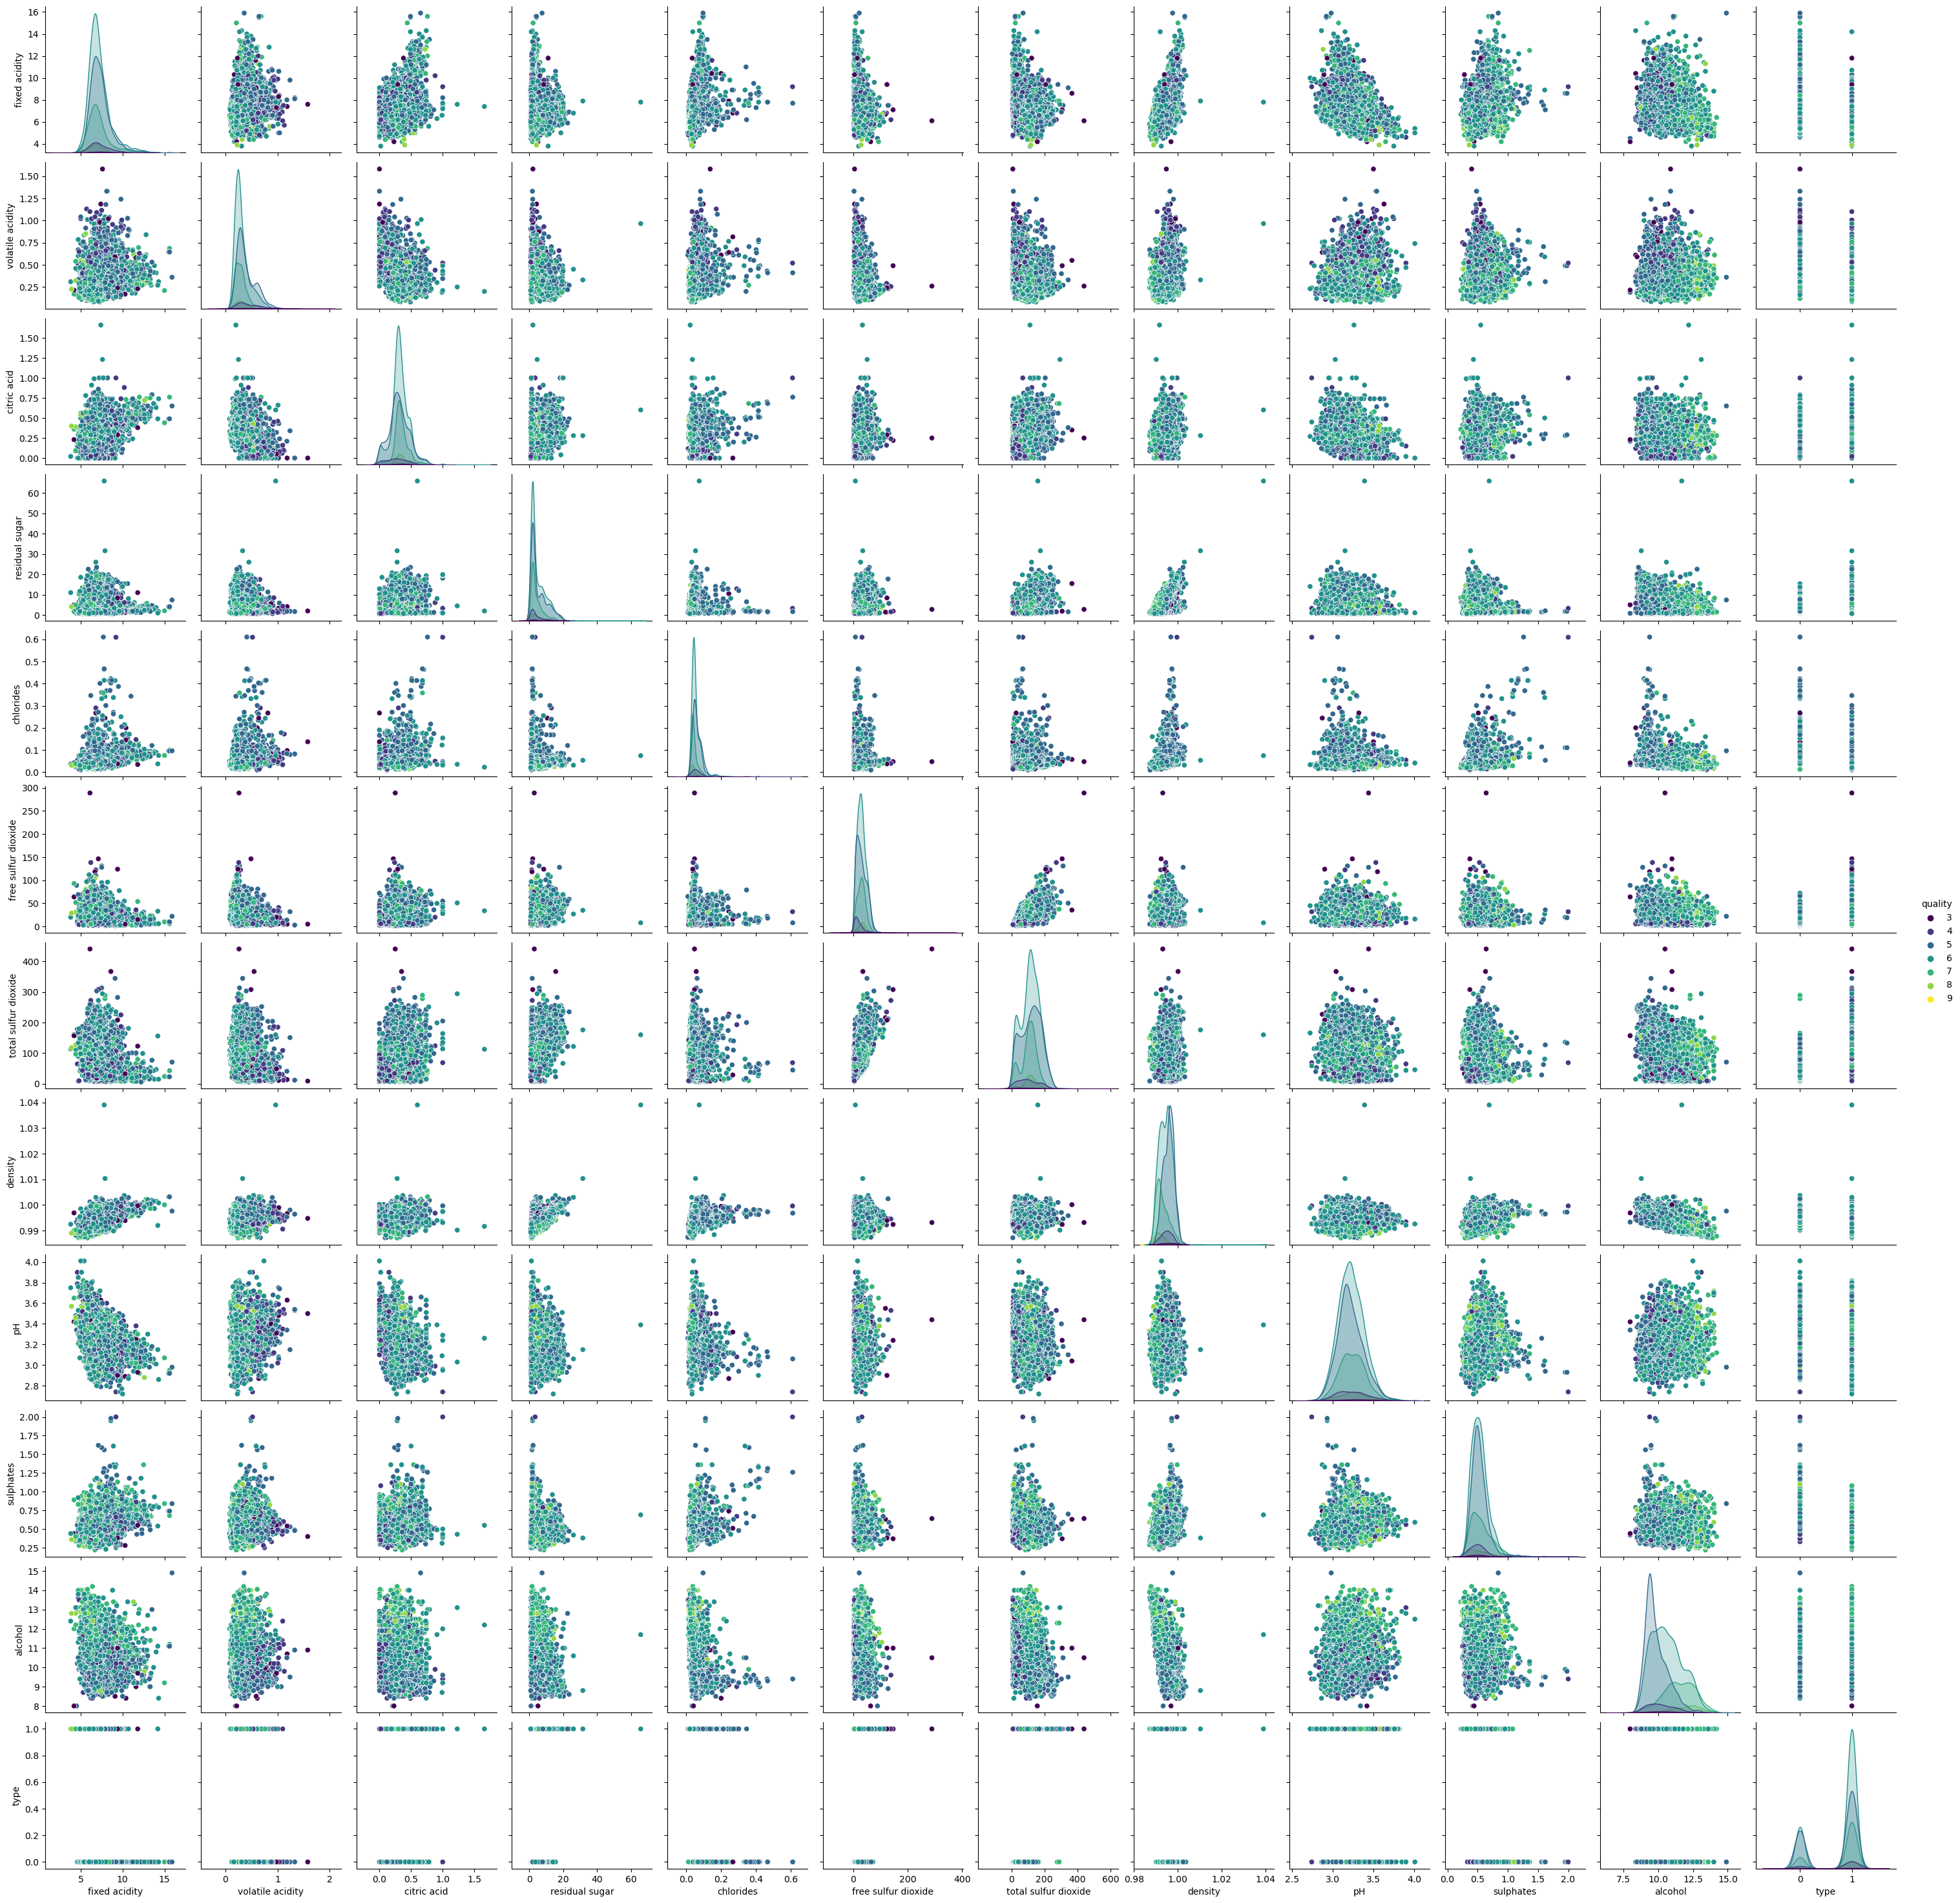 16
14
12
10
8
6
4
fixed acidity
1.50
1.25
1.00
0.75
0.50
0.25
volatile acidity
1.50
1.25
1.00
0.75
0.50
0.25
0.00
citric acid
60
50
40
30
20
10
0
residual sugar
0.6
0.5
0.4
0.3
0.2
0.1
0.0
chlorides
300
250
200
150
100
50
0
free sulfur dioxide
400
300
200
100
0
total sulfur dioxide
1.04
1.03
1.02
1.01
1.00
0.99
density
4.0
3.8
3.6
3.4
3.2
3.0
2.8
pH
2.00
1.75
1.50
1.25
1.00
0.75
0.50
0.25
sulphates
15
14
13
12
11
10
9
8
alcohol
1.0
0.8
0.6
0.4
0.2
0.0
type
5 10 15
fixed acidity
0 1 2
volatile acidity
0.0 0.5 1.0 1.5
citric acid
0 20 40 60
residual sugar
0.0 0.2 0.4 0.6
chlorides
0 200 400
free sulfur dioxide
0 200 400 600
total sulfur dioxide
0.98 1.00 1.02 1.04
density
2.5 3.0 3.5 4.0
pH
0.0 0.5 1.0 1.5 2.0
sulphates
7.5 10.0 12.5 15.0
alcohol
0 1
type
quality
3
4
5
6
7
8
9